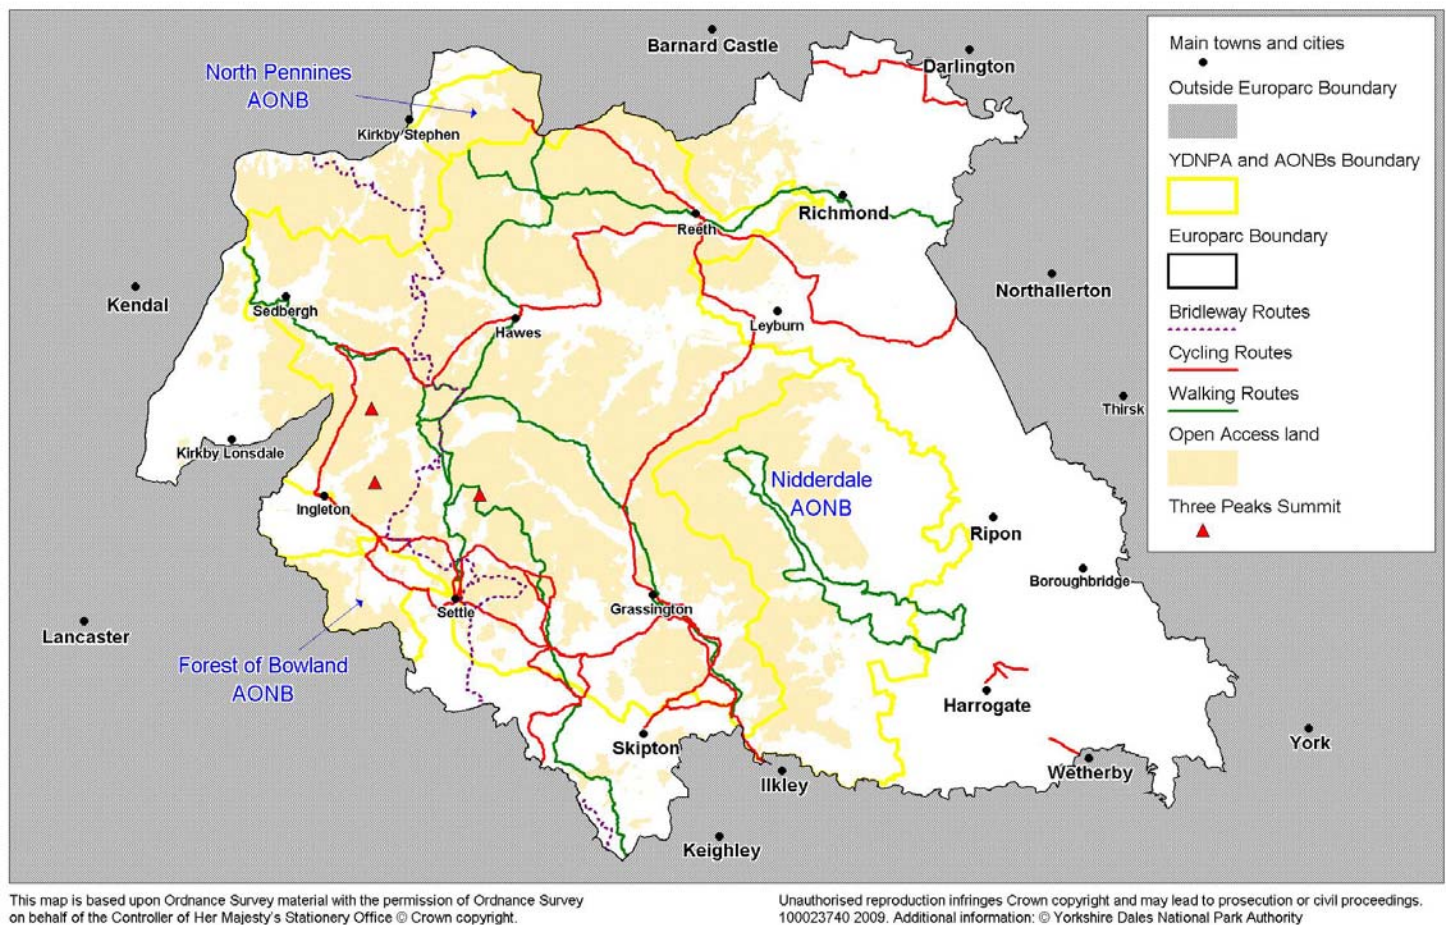 Barnard Castle
Darlington
North Pennines
AONB
Kirkby Stephen
Richmond
Reeth
Kendal
Sedbergh
Hawes
Leyburn
Northallerton
Thirsk
Kirkby Lonsdale
Ingleton
Nidderdale
AONB
Ripon
Boroughbridge
Settle
Grassington
Lancaster
Forest of Bowland
AONB
Harrogate
Skipton
York
Wetherby
Ilkley
Keighley
Main towns and cities
Outside Europarc Boundary
YDNPA and AONBs Boundary
Europarc Boundary
Bridleway Routes
Cycling Routes
Walking Routes
Open Access land
Three Peaks Summit
This map is based upon Ordnance Survey material with the permission of Ordnance Survey
on behalf of the Controller of Her Majesty's Stationery Office © Crown copyright.
Unauthorised reproduction infringes Crown copyright and may lead to prosecution or civil proceedings.
100023740 2009. Additional information: © Yorkshire Dales National Park Authority